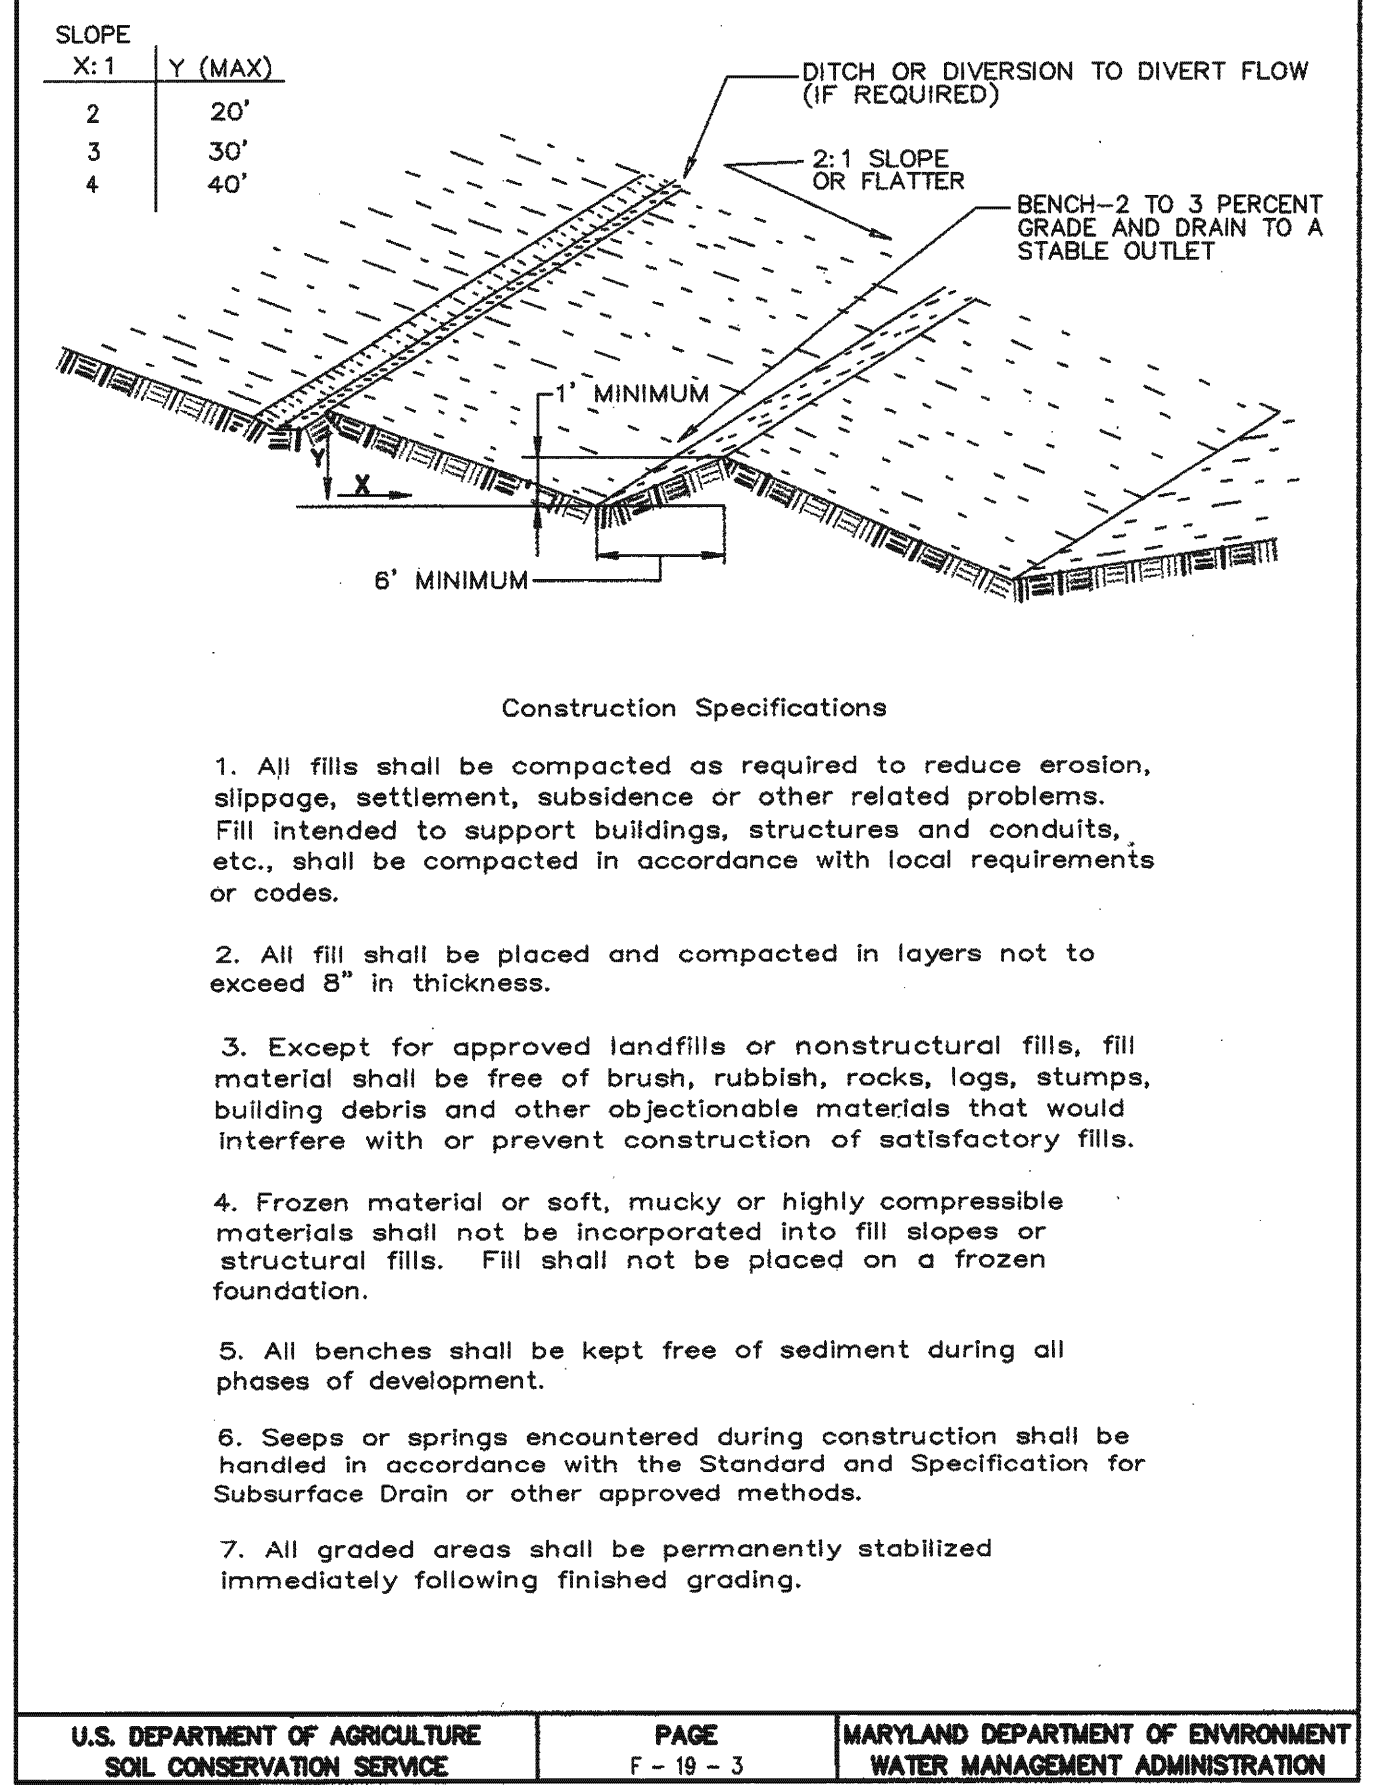 SLOPE
X:1 Y (MAX)
2 20'
3 30'
4 40'
DITCH OR DIVERSION TO DIVERT FLOW
(IF REQUIRED)
2:1 SLOPE
OR FLATTER
BENCH-2 TO 3 PERCENT
GRADE AND DRAIN TO A
STABLE OUTLET
1' MINIMUM
Y
X
6' MINIMUM
Construction Specifications
1. All fills shall be compacted as required to reduce erosion,
slippage, settlement, subsidence or other related problems.
Fill intended to support buildings, structures and conduits,
etc., shall be compacted in accordance with local requirements
or codes.
2. All fill shall be placed and compacted in layers not to
exceed 8" in thickness.
3. Except for approved landfills or nonstructural fills, fill
material shall be free of brush, rubbish, rocks, logs, stumps,
building debris and other objectionable materials that would
interfere with or prevent construction of satisfactory fills.
4. Frozen material or soft, mucky or highly compressible
materials shall not be incorporated into fill slopes or
structural fills. Fill shall not be placed on a frozen
foundation.
5. All benches shall be kept free of sediment during all
phases of development.
6. Seeps or springs encountered during construction shall be
handled in accordance with the Standard and Specification for
Subsurface Drain or other approved methods.
7. All graded areas shall be permanently stabilized
immediately following finished grading.
U.S. DEPARTMENT OF AGRICULTURE
SOIL CONSERVATION SERVICE
PAGE
F - 19 - 3
MARYLAND DEPARTMENT OF ENVIRONMENT
WATER MANAGEMENT ADMINISTRATION